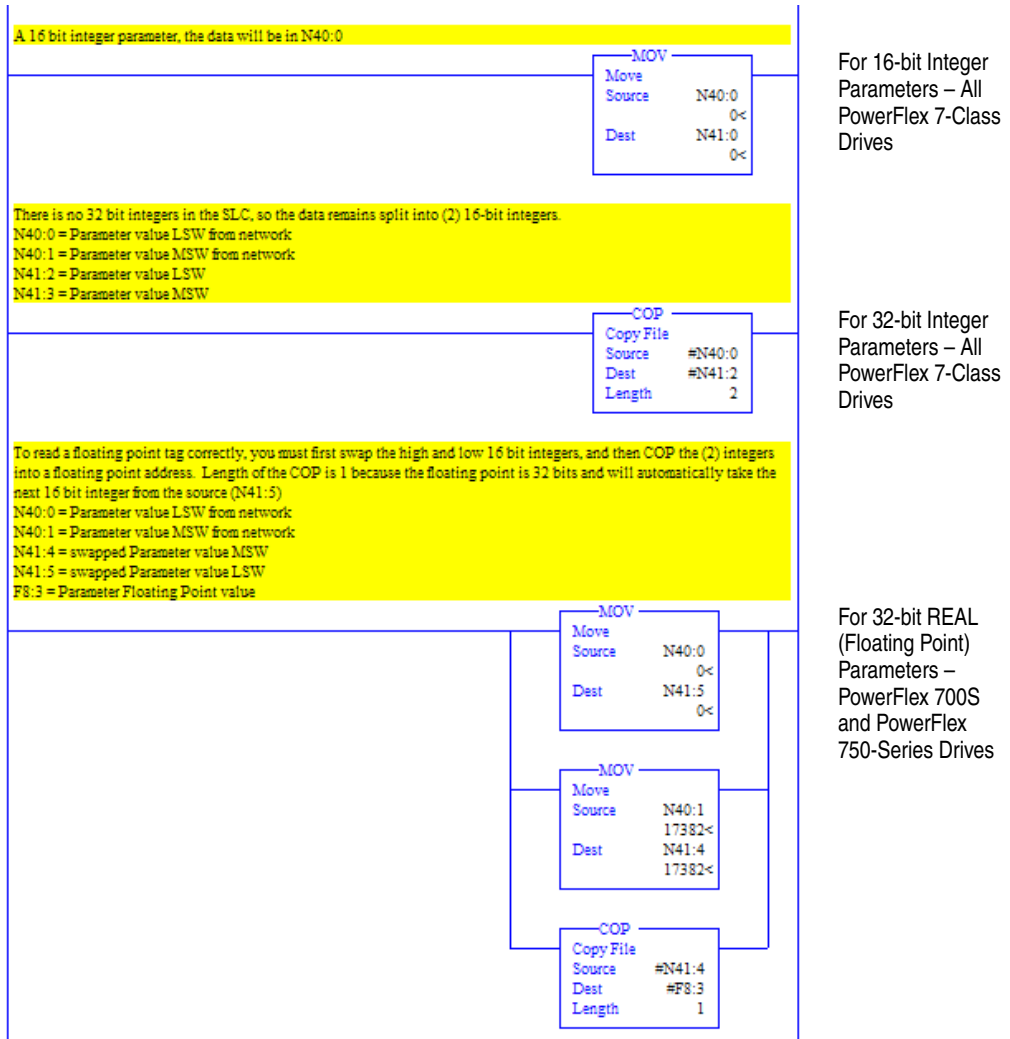 A 16 bit integer parameter, the data will be in N40:0
MOV
Move
Source N40:0
0<
Dest N41:0
0<
For 16-bit Integer
Parameters – All
PowerFlex 7-Class
Drives
There is no 32 bit integers in the SLC, so the data remains split into (2) 16-bit integers.
N40:0 = Parameter value LSW from network
N40:1 = Parameter value MSW from network
N41:2 = Parameter value LSW
N41:3 = Parameter value MSW
COP
Copy File
Source #N40:0
Dest #N41:2
Length 2
For 32-bit Integer
Parameters – All
PowerFlex 7-Class
Drives
To read a floating point tag correctly, you must first swap the high and low 16 bit integers, and then COP the (2) integers
into a floating point address. Length of the COP is 1 because the floating point is 32 bits and will automatically take the
next 16 bit integer from the source (N41:5)
N40:0 = Parameter value LSW from network
N40:1 = Parameter value MSW from network
N41:4 = swapped Parameter value MSW
N41:5 = swapped Parameter value LSW
F8:3 = Parameter Floating Point value
MOV
Move
Source N40:0
0<
Dest N41:5
0<
For 32-bit REAL
(Floating Point)
Parameters –
PowerFlex 700S
and PowerFlex
750-Series Drives
MOV
Move
Source N40:1
17382<
Dest N41:4
17382<
COP
Copy File
Source #N41:4
Dest #F8:3
Length 1